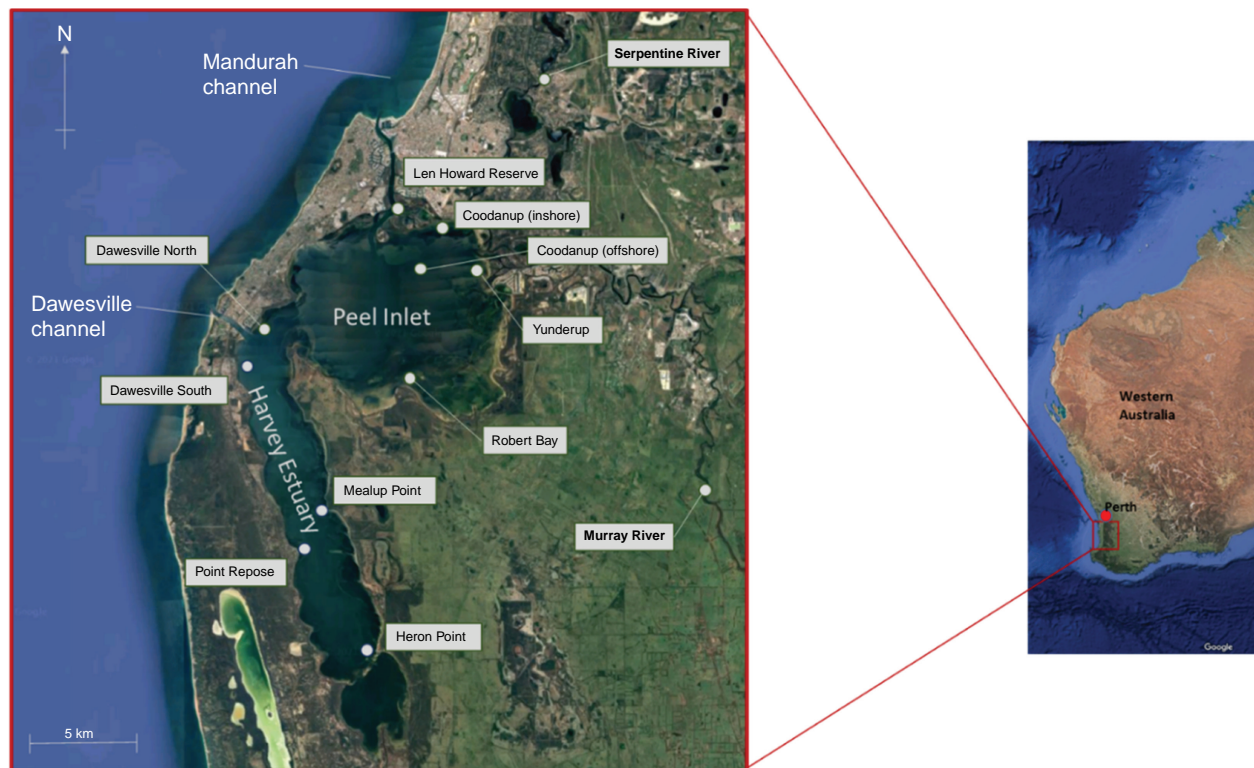 N
Mandurah
channel
Serpentine River
Len Howard Reserve
Coodanup (inshore)
Dawesville North
Coodanup (offshore)
Dawesville
channel
Peel Inlet
Yunderup
Dawesville South
Harvey Estuary
Robert Bay
Mealup Point
Murray River
Point Repose
Heron Point
5 km
Western
Australia
Perth
Google